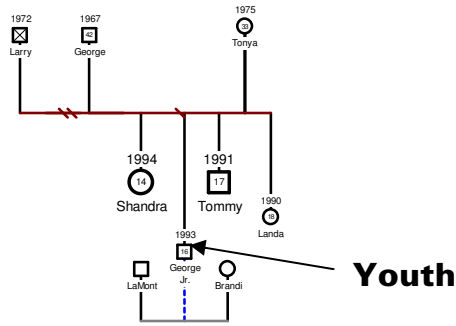 1972
Larry
1967
42
George
1975
33
Tonya
1994
14
Shandra
1991
17
Tommy
1990
18
Landa
1993
16
George
Jr.
LaMont
Brandi
Youth